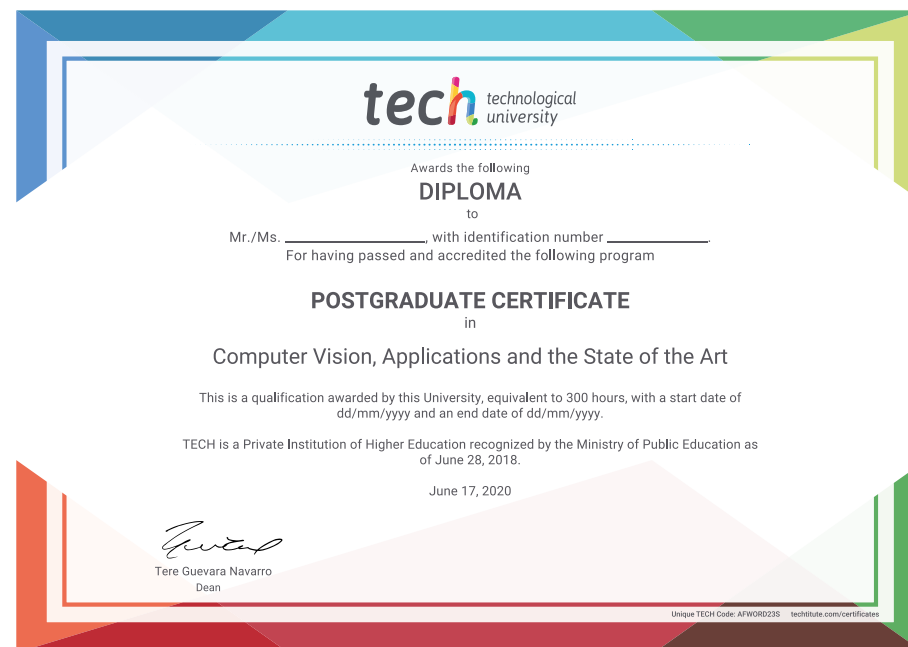 tech technological
university
Awards the following
DIPLOMA
to
Mr./Ms. ____________________, with identification number ______________.
For having passed and accredited the following program
POSTGRADUATE CERTIFICATE
in
Computer Vision, Applications and the State of the Art
This is a qualification awarded by this University, equivalent to 300 hours, with a start date of
dd/mm/yyyy and an end date of dd/mm/yyyy.
TECH is a Private Institution of Higher Education recognized by the Ministry of Public Education as
of June 28, 2018.
June 17, 2020
Tere Guevara Navarro
Dean
Unique TECH Code: AFWORD23S techtitute.com/certificates